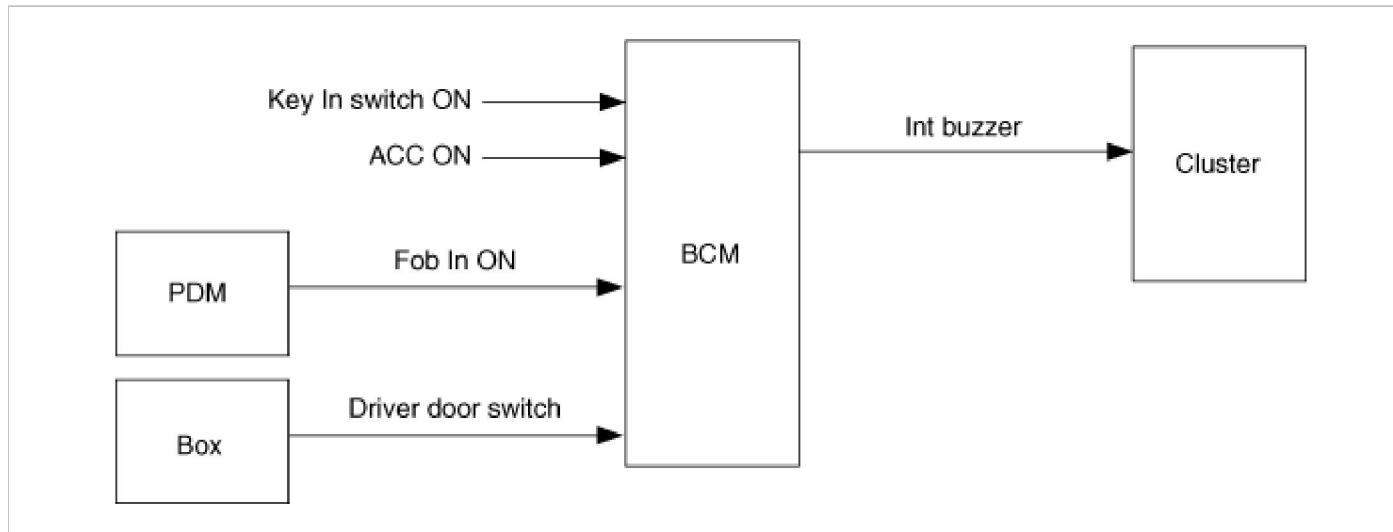 Key In switch ON
ACC ON
Int buzzer
Cluster
BCM
Fob In ON
PDM
Driver door switch
Box